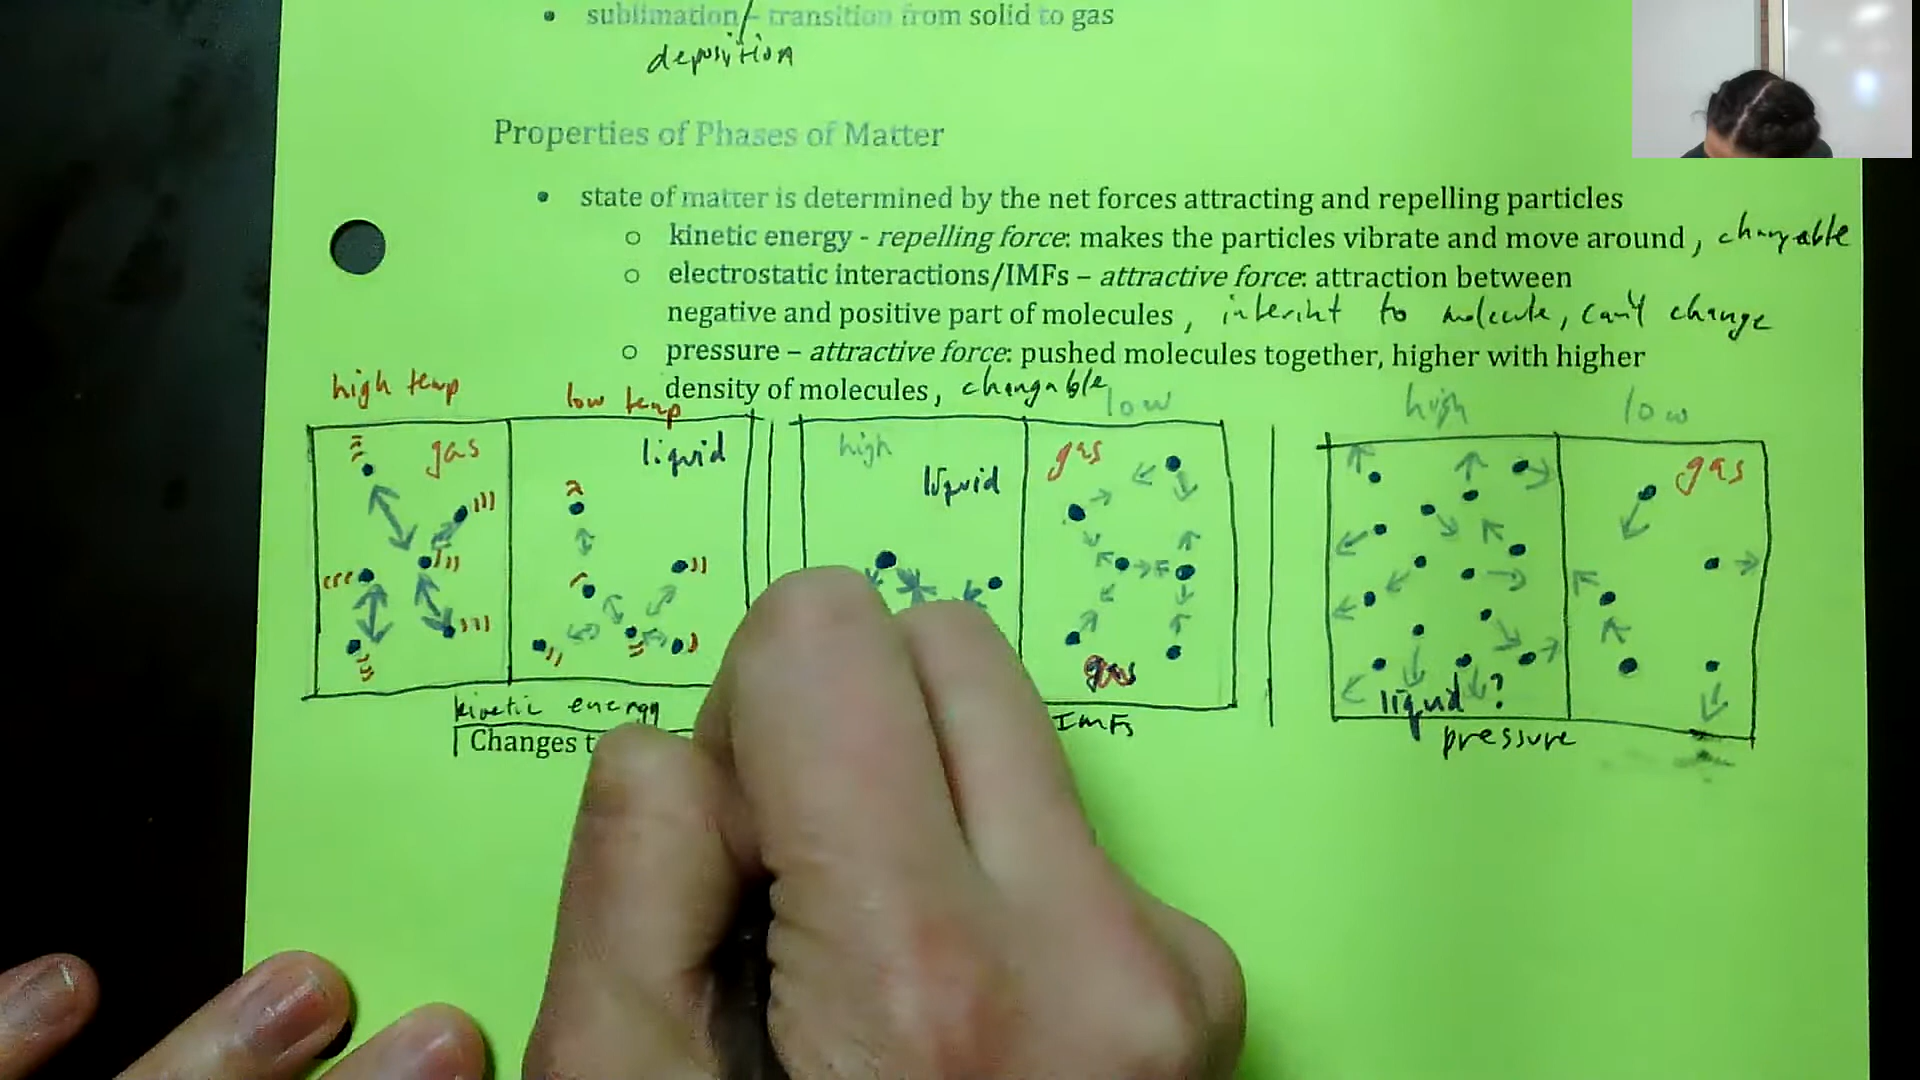 • sublimation/- transition from solid to gas
deposition
Properties of Phases of Matter
• state of matter is determined by the net forces attracting and repelling particles
o kinetic energy - repelling force: makes the particles vibrate and move around, changable
o electrostatic interactions/IMFs – attractive force: attraction between
negative and positive part of molecules, interint to molecule, can't change
o pressure – attractive force: pushed molecules together, higher with higher
density of molecules, changable
high temp low temp low high low
gas liquid high liquid gas gas
gas liquid ?
kinetic energy IMFs pressure
Changes t